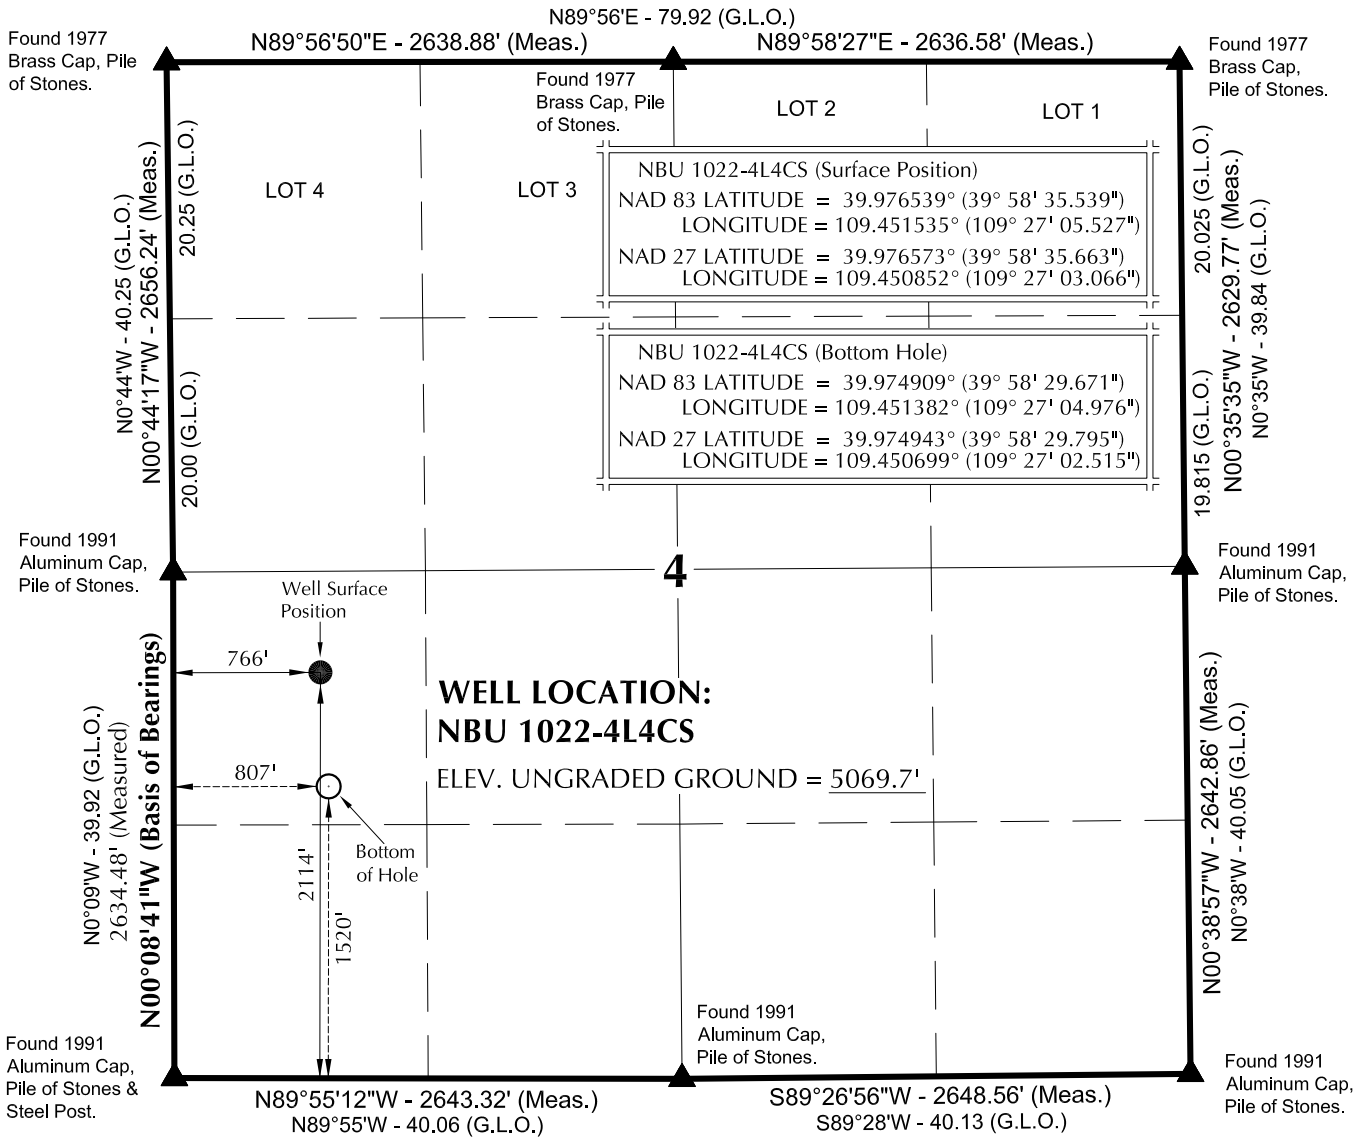 N89°56'E - 79.92 (G.L.O.)
N89°56'50"E - 2638.88' (Meas.)
N89°58'27"E - 2636.58' (Meas.)
Found 1977
Brass Cap, Pile
of Stones.
Found 1977
Brass Cap, Pile
of Stones.
Found 1977
Brass Cap,
Pile of Stones.
LOT 4
LOT 3
LOT 2
LOT 1
N0°44'W - 40.25 (G.L.O.)
N00°44'17"W - 2656.24' (Meas.)
20.25 (G.L.O.)
20.00 (G.L.O.)
NBU 1022-4L4CS (Surface Position)
NAD 83 LATITUDE = 39.976539° (39° 58' 35.539")
LONGITUDE = 109.451535° (109° 27' 05.527")
NAD 27 LATITUDE = 39.976573° (39° 58' 35.663")
LONGITUDE = 109.450852° (109° 27' 03.066")
NBU 1022-4L4CS (Bottom Hole)
NAD 83 LATITUDE = 39.974909° (39° 58' 29.671")
LONGITUDE = 109.451382° (109° 27' 04.976")
NAD 27 LATITUDE = 39.974943° (39° 58' 29.795")
LONGITUDE = 109.450699° (109° 27' 02.515")
20.025 (G.L.O.)
19.815 (G.L.O.)
N00°35'35"W - 2629.77' (Meas.)
N0°35'W - 39.84 (G.L.O.)
Found 1991
Aluminum Cap,
Pile of Stones.
4
Found 1991
Aluminum Cap,
Pile of Stones.
Well Surface
Position
766'
WELL LOCATION:
NBU 1022-4L4CS
ELEV. UNGRADED GROUND = 5069.7'
807'
Bottom
of Hole
2114'
1520'
N0°09'W - 39.92 (G.L.O.)
2634.48' (Measured)
N00°08'41"W (Basis of Bearings)
N00°38'57"W - 2642.86' (Meas.)
N0°38'W - 40.05 (G.L.O.)
Found 1991
Aluminum Cap,
Pile of Stones &
Steel Post.
Found 1991
Aluminum Cap,
Pile of Stones.
Found 1991
Aluminum Cap,
Pile of Stones.
N89°55'12"W - 2643.32' (Meas.)
N89°55'W - 40.06 (G.L.O.)
S89°26'56"W - 2648.56' (Meas.)
S89°28'W - 40.13 (G.L.O.)